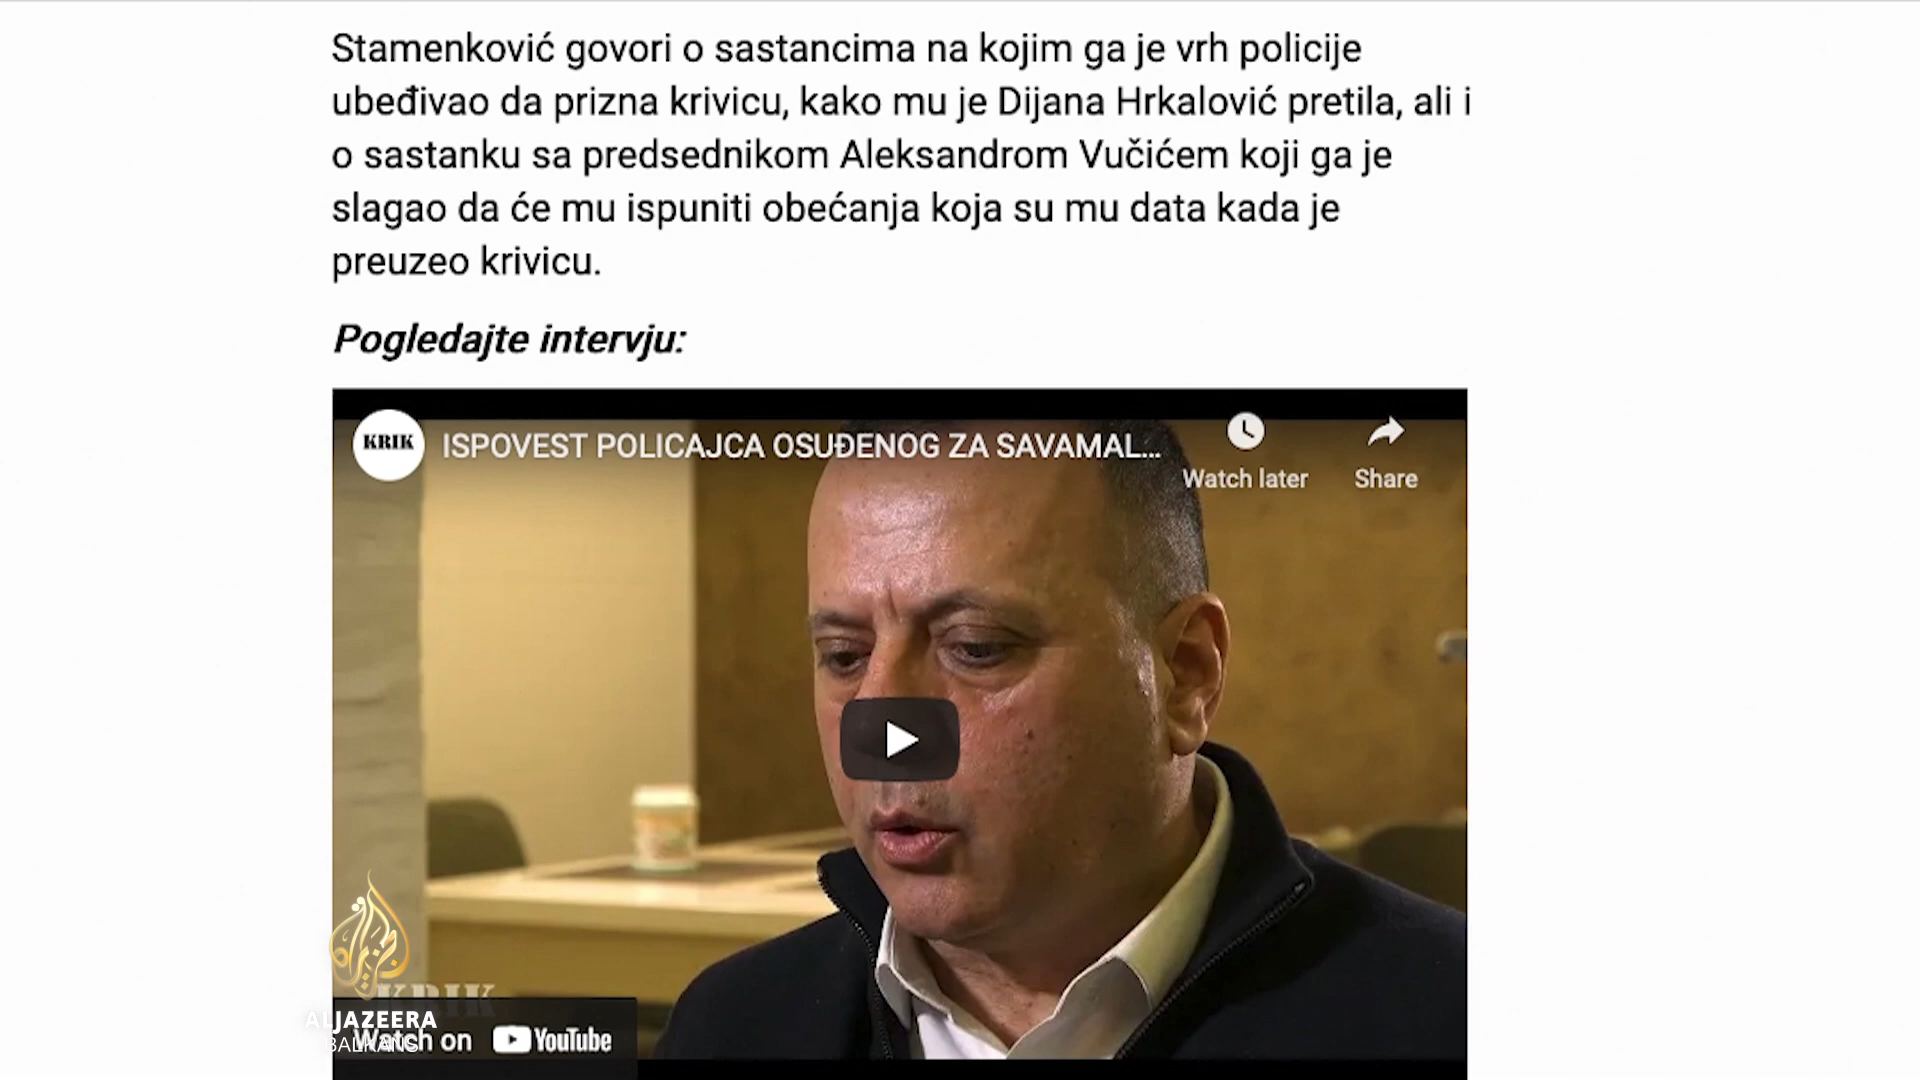 Stamenković govori o sastancima na kojim ga je vrh policije
ubeđivao da prizna krivicu, kako mu je Dijana Hrkalović pretila, ali i
o sastanku sa predsednikom Aleksandrom Vučićem koji ga je
slagao da će mu ispuniti obećanja koja su mu data kada je
preuzeo krivicu.
Pogledajte intervju:
KRIK
ISPOVEST POLICAJCA OSUĐENOG ZA SAVAMAL...
Watch later
Share
KRIK
ALJAZEERA
BALKANS
Watch on YouTube